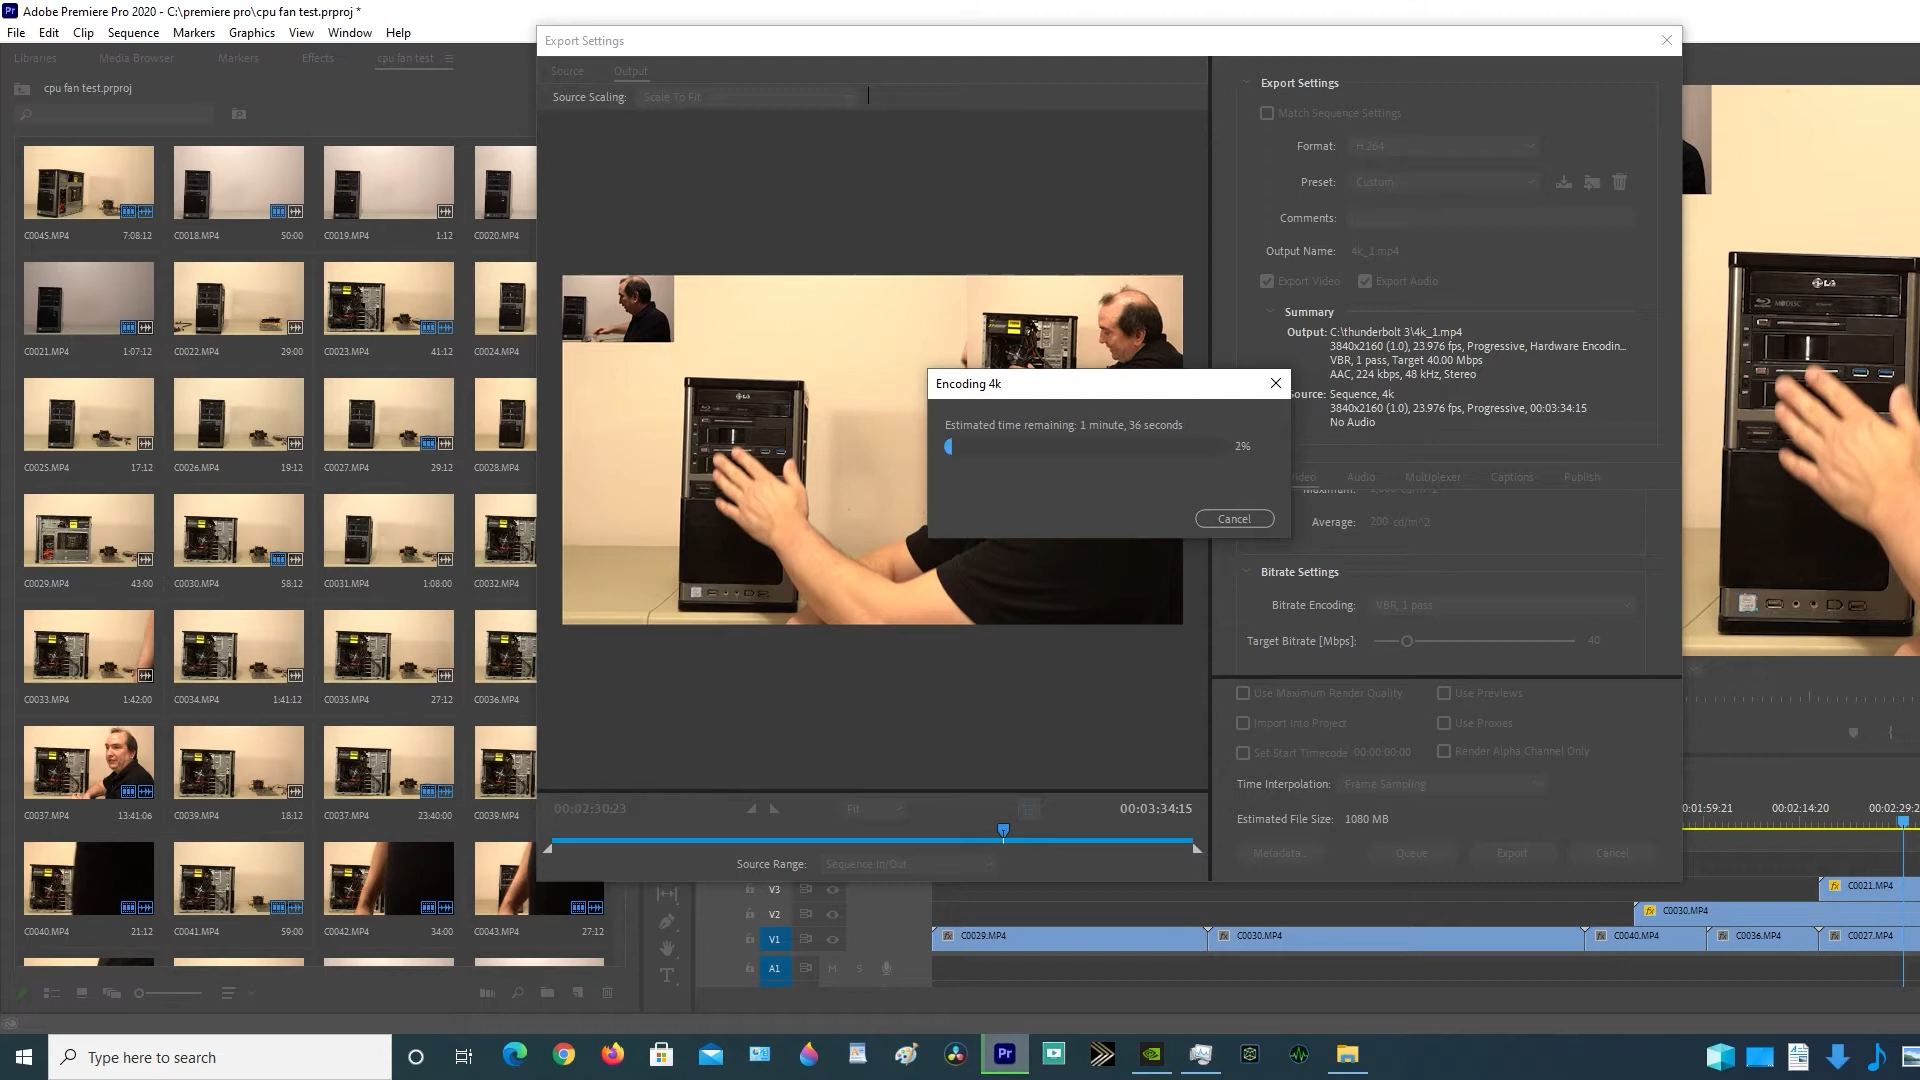 Adobe Premiere Pro 2020 - C:\premiere pro\cpu fan test.prproj *
File Edit Clip Sequence Markers Graphics View Window Help
Libraries Media Browser Markers Effects cpu fan test
cpu fan test.prproj
C0045.MP4 7:08:12 C0018.MP4 50:00 C0019.MP4 1:12 C0020.MP4
C0021.MP4 1:07:12 C0022.MP4 29:00 C0023.MP4 41:12 C0024.MP4
C0025.MP4 17:12 C0026.MP4 19:12 C0027.MP4 29:12 C0028.MP4
C0029.MP4 43:00 C0030.MP4 58:12 C0031.MP4 1:08:00 C0032.MP4
C0033.MP4 1:42:00 C0034.MP4 1:41:12 C0035.MP4 27:12 C0036.MP4
C0037.MP4 13:41:06 C0039.MP4 18:12 C0037.MP4 23:40:00 C0039.MP4
C0040.MP4 21:12 C0041.MP4 59:00 C0042.MP4 34:00 C0043.MP4 27:12
Export Settings
Source Output
Source Scaling: Scale To Fit
LG
Encoding 4k
Estimated time remaining: 1 minute, 36 seconds
2%
Cancel
00:02:30:23 Fit 00:03:34:15
Source Range: Sequence In/Out
Export Settings
Match Sequence Settings
Format: H.264
Preset: Custom
Comments:
Output Name: 4k_1.mp4
Export Video Export Audio
Summary
Output: C:\thunderbolt 3\4k_1.mp4
3840x2160 (1.0), 23.976 fps, Progressive, Hardware Encodin...
VBR, 1 pass, Target 40.00 Mbps
AAC, 224 kbps, 48 kHz, Stereo
Source: Sequence, 4k
3840x2160 (1.0), 23.976 fps, Progressive, 00:03:34:15
No Audio
Video Audio Multiplexer Captions Publish
Average: 200 cd/m^2
Bitrate Settings
Bitrate Encoding: VBR, 1 pass
Target Bitrate [Mbps]: 40
Use Maximum Render Quality Use Previews
Import Into Project Use Proxies
Set Start Timecode 00:00:00:00 Render Alpha Channel Only
Time Interpolation: Frame Sampling
Estimated File Size: 1080 MB
Metadata... Queue Export Cancel
LG
MDISC
0:01:59:21 00:02:14:20 00:02:29:2
V3 fx C0021.MP4
V2 fx C0030.MP4
V1 fx C0029.MP4 fx C0030.MP4 fx C0040.MP4 fx C0036.MP4 fx C0027.MP4
A1 M S
Type here to search
Pr